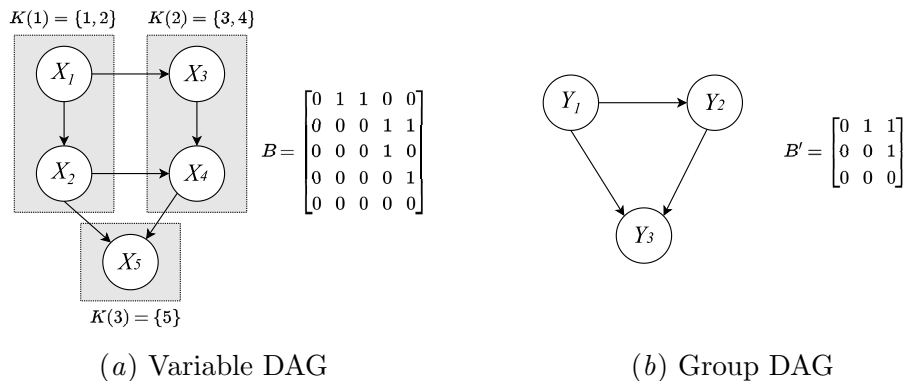 K(1) = {1, 2} K(2) = {3, 4}
X1 X3
X2 X4
X5
K(3) = {5}
B = [0 1 1 0 0
0 0 0 1 1
0 0 0 1 0
0 0 0 0 1
0 0 0 0 0]
(a) Variable DAG
Y1 Y2
Y3
B′ = [0 1 1
0 0 1
0 0 0]
(b) Group DAG